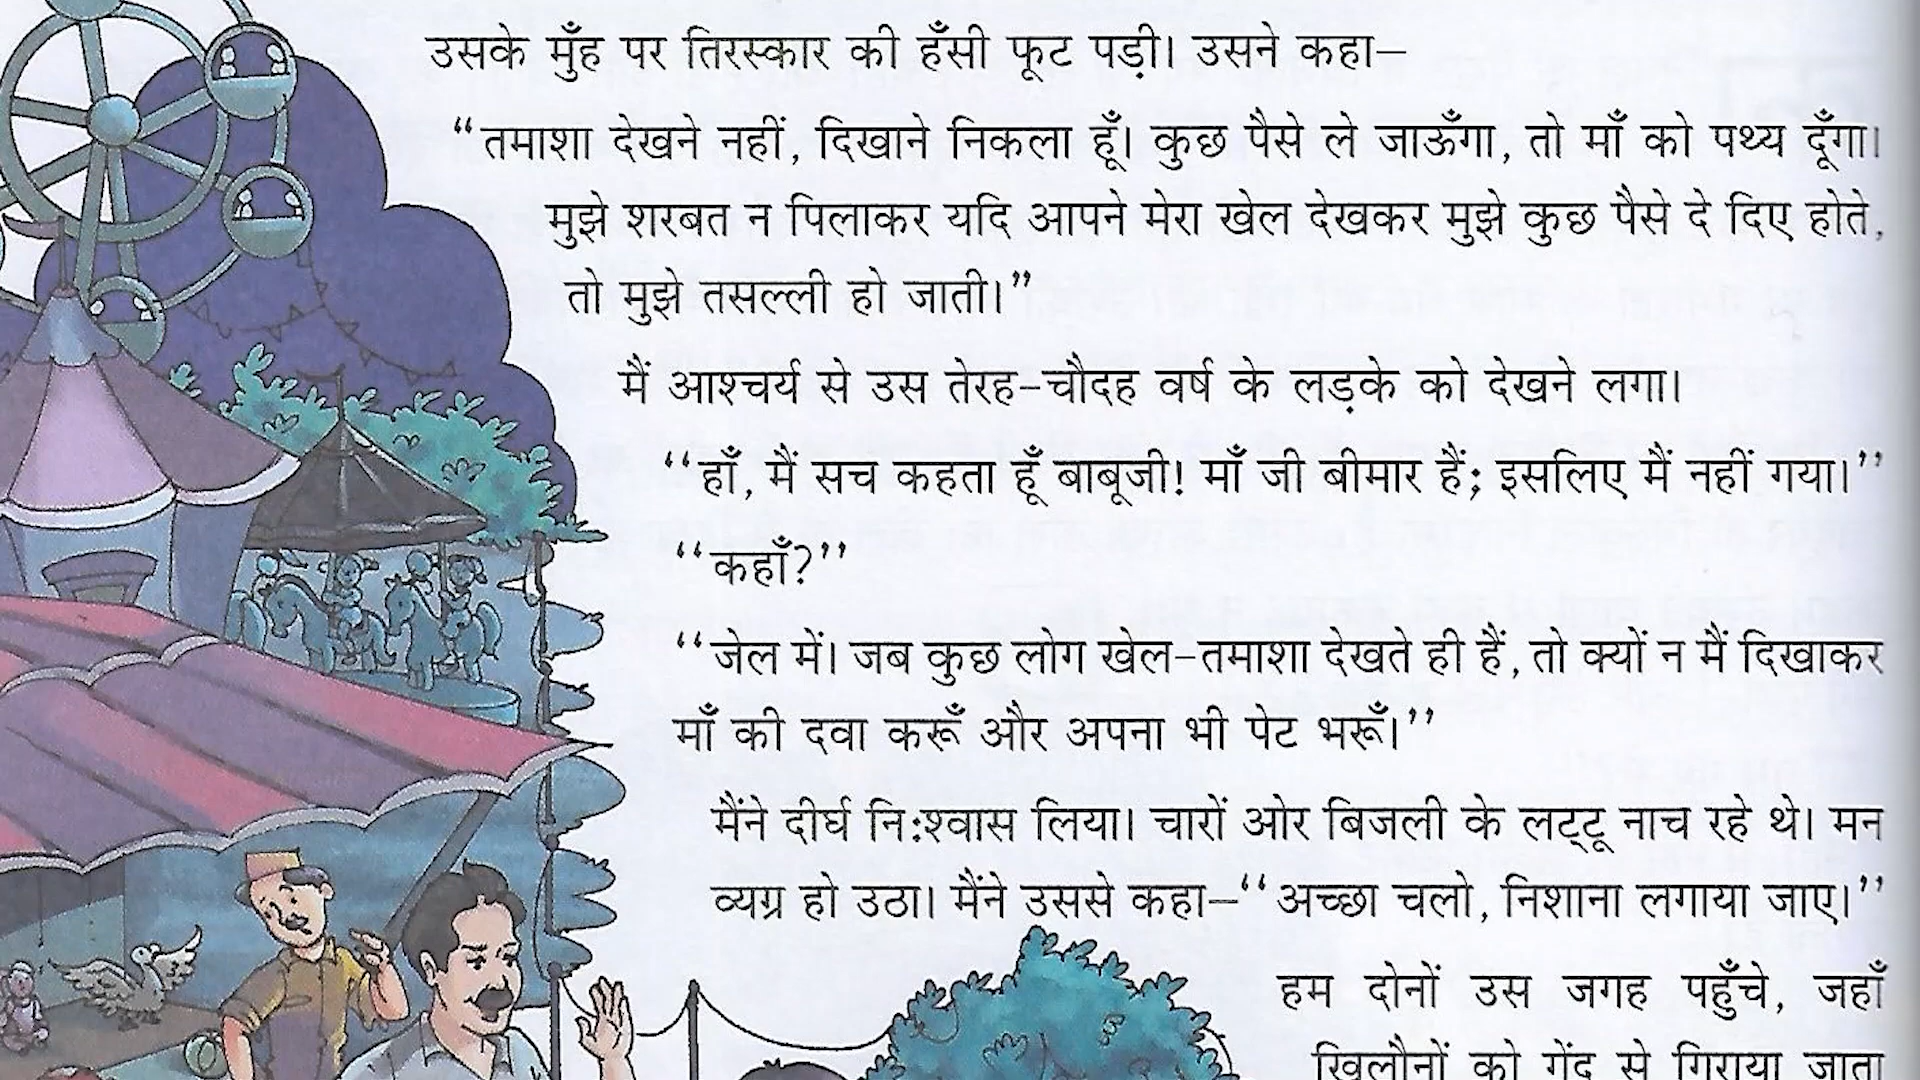 उसके मुँह पर तिरस्कार की हँसी फूट पड़ी। उसने कहा–
“तमाशा देखने नहीं, दिखाने निकला हूँ। कुछ पैसे ले जाऊँगा, तो माँ को पथ्य दूँगा।
मुझे शरबत न पिलाकर यदि आपने मेरा खेल देखकर मुझे कुछ पैसे दे दिए होते,
तो मुझे तसल्ली हो जाती।”
मैं आश्चर्य से उस तेरह-चौदह वर्ष के लड़के को देखने लगा।
“हाँ, मैं सच कहता हूँ बाबूजी! माँ जी बीमार हैं; इसलिए मैं नहीं गया।”
“कहाँ?”
“जेल में। जब कुछ लोग खेल-तमाशा देखते ही हैं, तो क्यों न मैं दिखाकर
माँ की दवा करूँ और अपना भी पेट भरूँ।”
मैंने दीर्घ नि:श्वास लिया। चारों ओर बिजली के लट्टू नाच रहे थे। मन
व्यग्र हो उठा। मैंने उससे कहा–“अच्छा चलो, निशाना लगाया जाए।”
हम दोनों उस जगह पहुँचे, जहाँ
खिलौनों को गेंद से गिराया जाता